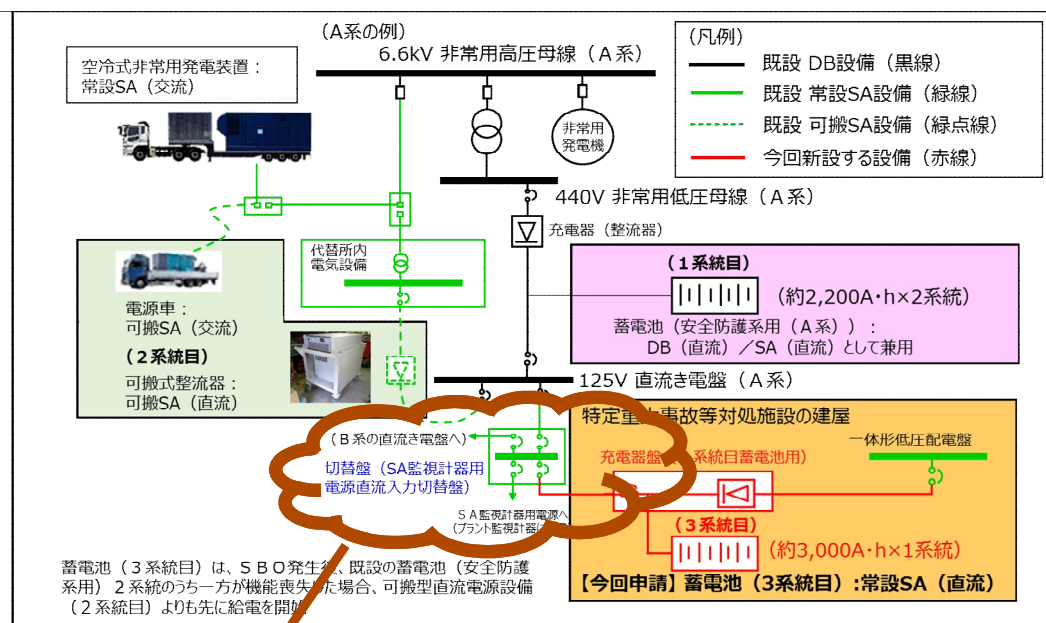 (A系の例)
6.6kV 非常用高圧母線（A系）
空冷式非常用発電装置：
常設SA（交流）
非常用
発電機
(凡例)
既設 DB設備（黒線）
既設 常設SA設備（緑線）
既設 可搬SA設備（緑点線）
今回新設する設備（赤線）
440V 非常用低圧母線（A系）
充電器（整流器）
代替所内
電気設備
電源車：
可搬SA（交流）
（２系統目）
可搬式整流器：
可搬SA（直流）
（１系統目）
（約2,200A･h×2系統）
蓄電池（安全防護系用（A系））：
DB（直流）／SA（直流）として兼用
125V 直流き電盤（A系）
（B系の直流き電盤へ）
切替盤（SA監視計器用
電源直流入力切替盤）
ＳＡ監視計器用電源へ
（プラント監視計器
特定重 事故等対処施設の建屋
充電器盤 系統目蓄電池用）
一体形低圧配電盤
（３系統目）
（約3,000A･h×1系統）
【今回申請】蓄電池（3系統目）：常設SA（直流）
蓄電池（３系統目）は、ＳＢＯ発生後、既設の蓄電池（安全防護
系用）２系統のうち一方が機能喪失した場合、可搬型直流電源設備
（２系統目）よりも先に給電を開始